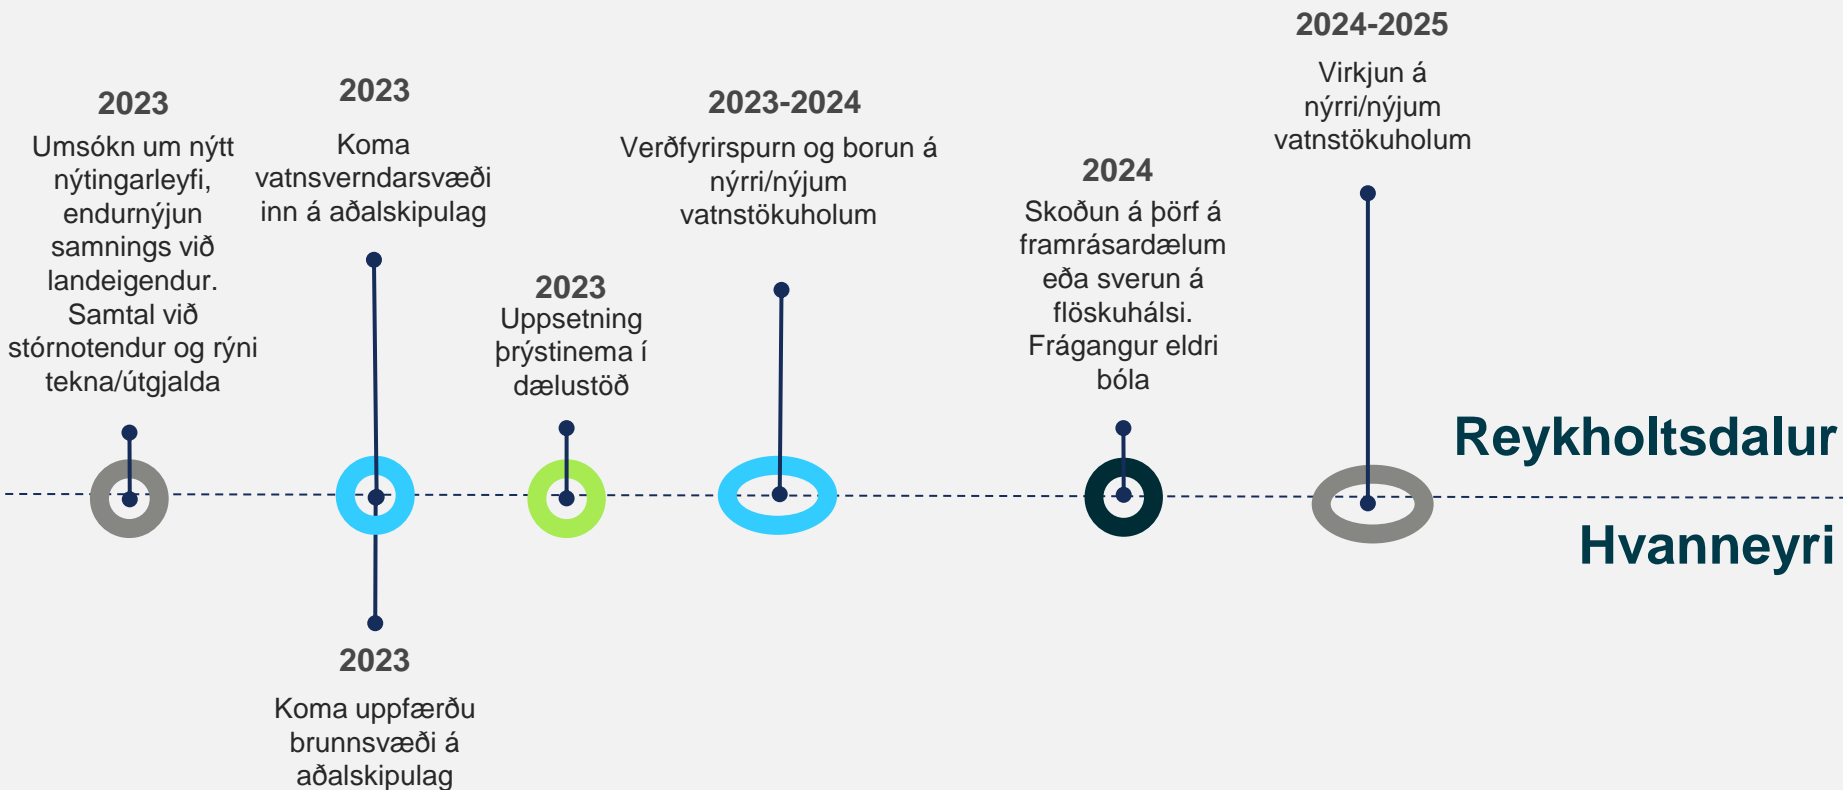 2023
Umsókn um nýtt
nýtingarleyfi,
endurnýjun
samnings við
landeigendur.
Samtal við
stórnotendur og rýni
tekna/útgjalda
2023
Koma
vatnsverndarsvæði
inn á aðalskipulag
2023
Uppsetning
þrýstinema í
dælustöð
2023-2024
Verðfyrirspurn og borun á
nýrri/nýjum
vatnstökuholum
2024
Skoðun á þörf á
framrásardælum
eða sverun á
flöskuhálsi.
Frágangur eldri
bóla
2024-2025
Virkjun á
nýrri/nýjum
vatnstökuholum
Reykholtsdalur
Hvanneyri
2023
Koma uppfærðu
brunnsvæði á
aðalskipulag